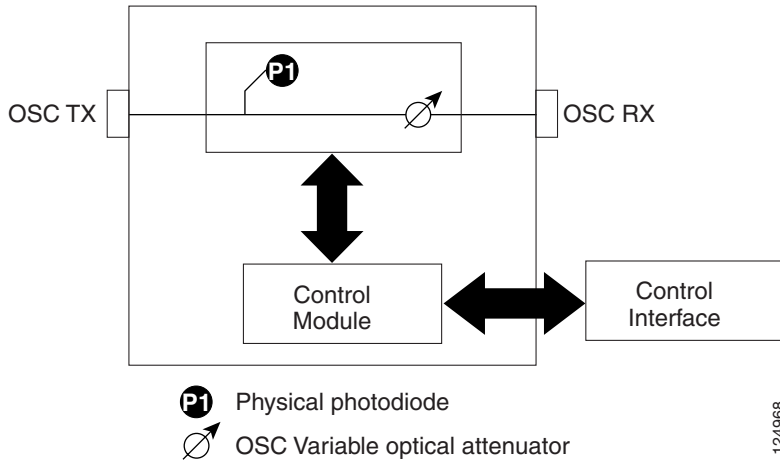 P1
OSC TX
OSC RX
Control
Module
Control
Interface
P1 Physical photodiode
OSC Variable optical attenuator
124968